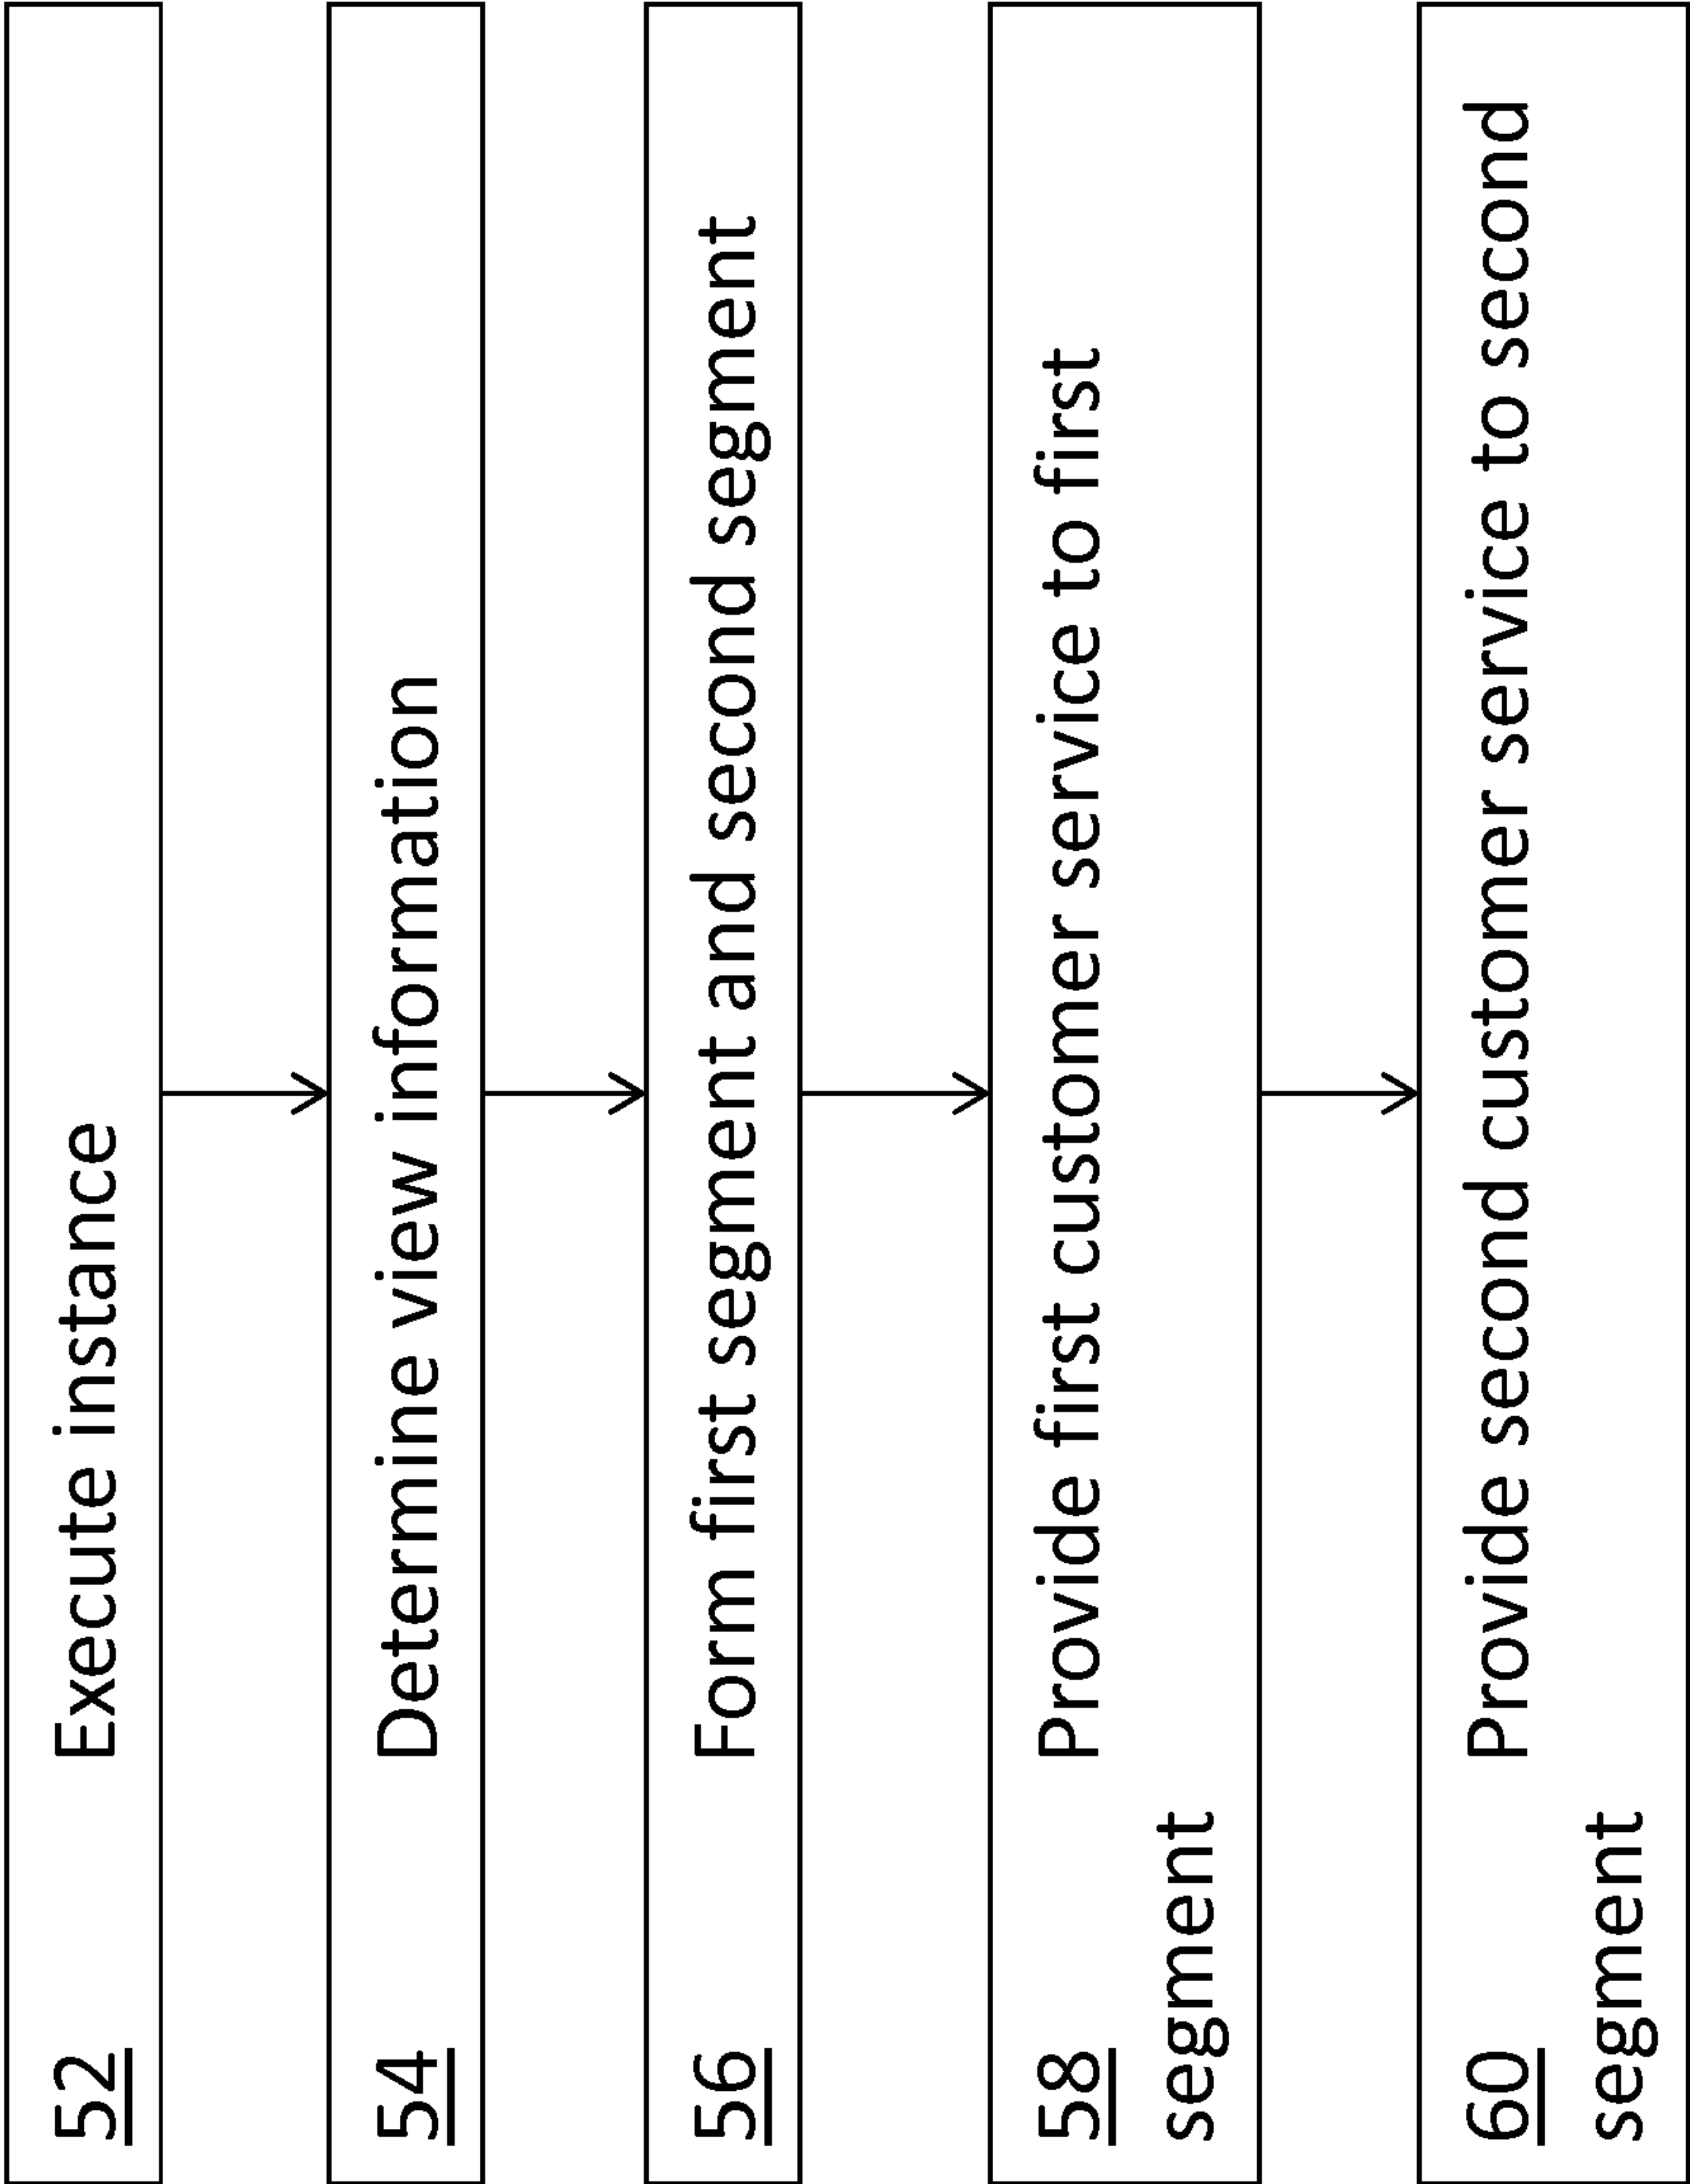 52 Execute instance
54 Determine view information
56 Form first segment and second segment
58 Provide first customer service to first
segment
60 Provide second customer service to second
segment